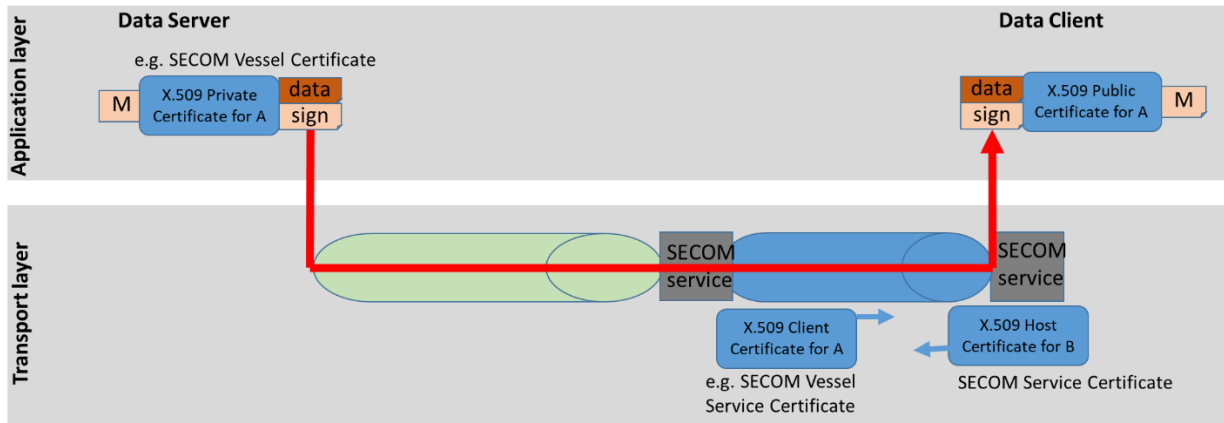 Application layer
Data Server
Data Client
e.g. SECOM Vessel Certificate
M
X.509 Private
Certificate for A
data
sign
data
sign
X.509 Public
Certificate for A
M
Transport layer
SECOM
service
SECOM
service
X.509 Client
Certificate for A
X.509 Host
Certificate for B
e.g. SECOM Vessel
Service Certificate
SECOM Service Certificate